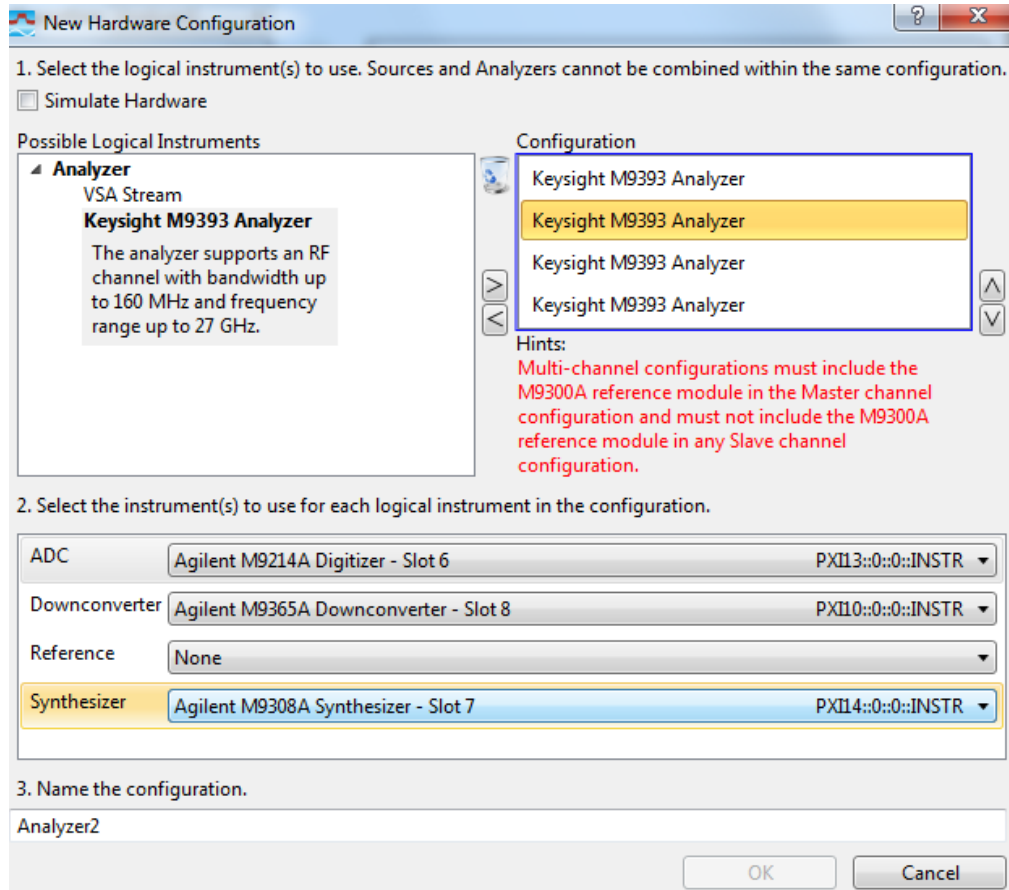 New Hardware Configuration
1. Select the logical instrument(s) to use. Sources and Analyzers cannot be combined within the same configuration.
Simulate Hardware
Possible Logical Instruments
Analyzer
VSA Stream
Keysight M9393 Analyzer
The analyzer supports an RF
channel with bandwidth up
to 160 MHz and frequency
range up to 27 GHz.
Configuration
Keysight M9393 Analyzer
Keysight M9393 Analyzer
Keysight M9393 Analyzer
Keysight M9393 Analyzer
Hints:
Multi-channel configurations must include the
M9300A reference module in the Master channel
configuration and must not include the M9300A
reference module in any Slave channel
configuration.
2. Select the instrument(s) to use for each logical instrument in the configuration.
ADC Agilent M9214A Digitizer - Slot 6 PXI13::0::0::INSTR
Downconverter Agilent M9365A Downconverter - Slot 8 PXI10::0::0::INSTR
Reference None
Synthesizer Agilent M9308A Synthesizer - Slot 7 PXI14::0::0::INSTR
3. Name the configuration.
Analyzer2
OK Cancel